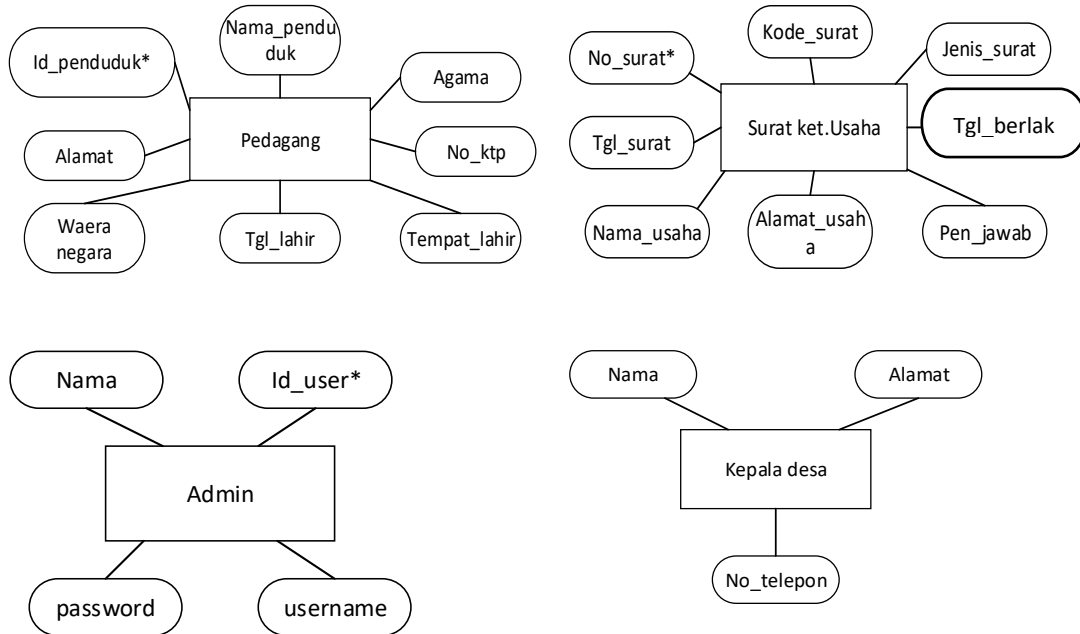 Nama_pendu
duk
Id_penduduk*
Agama
Pedagang
Alamat
No_ktp
Waera
negara
Tgl_lahir
Tempat_lahir
Kode_surat
No_surat*
Jenis_surat
Surat ket.Usaha
Tgl_berlak
Tgl_surat
Nama_usaha
Alamat_usah
a
Pen_jawab
Nama
Id_user*
Admin
password
username
Nama
Alamat
Kepala desa
No_telepon